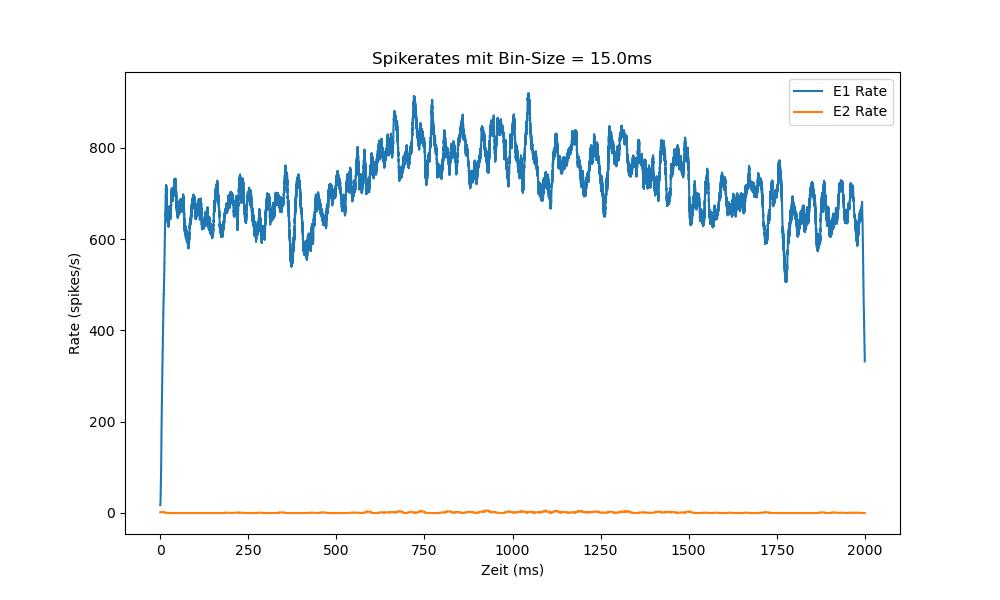 Spikerates mit Bin-Size = 15.0ms
E1 Rate
E2 Rate
Rate (spikes/s)
800
600
400
200
0
0 250 500 750 1000 1250 1500 1750 2000
Zeit (ms)